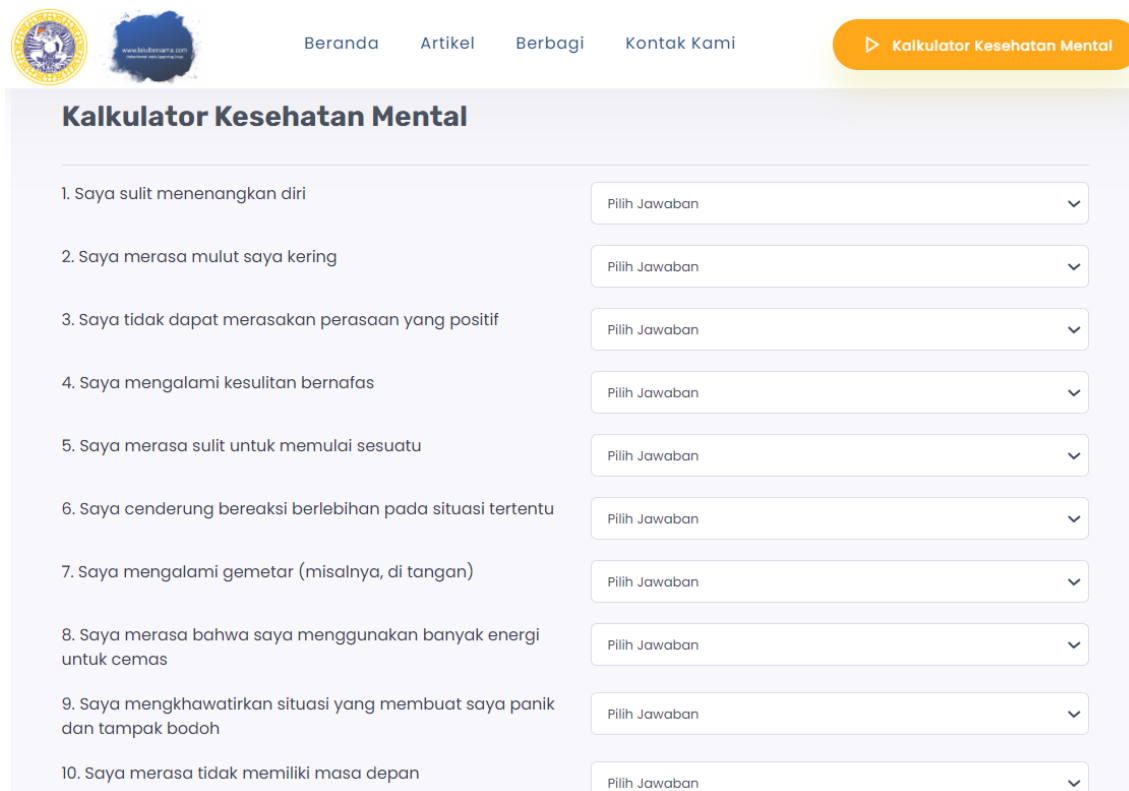 Beranda Artikel Berbagi Kontak Kami Kalkulator Kesehatan Mental
Kalkulator Kesehatan Mental
1. Saya sulit menenangkan diri
Pilih Jawaban
2. Saya merasa mulut saya kering
Pilih Jawaban
3. Saya tidak dapat merasakan perasaan yang positif
Pilih Jawaban
4. Saya mengalami kesulitan bernafas
Pilih Jawaban
5. Saya merasa sulit untuk memulai sesuatu
Pilih Jawaban
6. Saya cenderung bereaksi berlebihan pada situasi tertentu
Pilih Jawaban
7. Saya mengalami gemetar (misalnya, di tangan)
Pilih Jawaban
8. Saya merasa bahwa saya menggunakan banyak energi
untuk cemas
Pilih Jawaban
9. Saya mengkhawatirkan situasi yang membuat saya panik
dan tampak bodoh
Pilih Jawaban
10. Saya merasa tidak memiliki masa depan
Pilih Jawaban